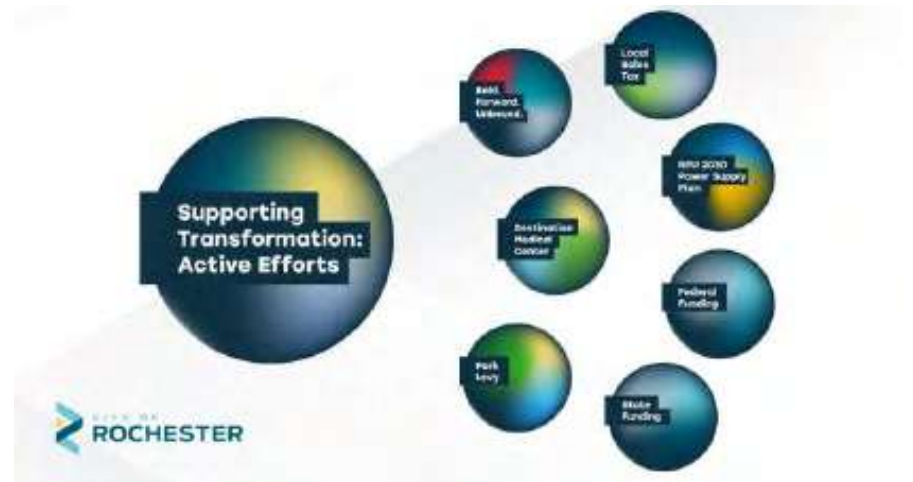 Supporting
Transformation:
Active Efforts
Bold.
Forward.
Unbound.
Local
Sales
Tax
RPU 2030
Power Supply
Plan
Destination
Medical
Center
Federal
Funding
Park
Levy
State
Funding
CITY OF
ROCHESTER